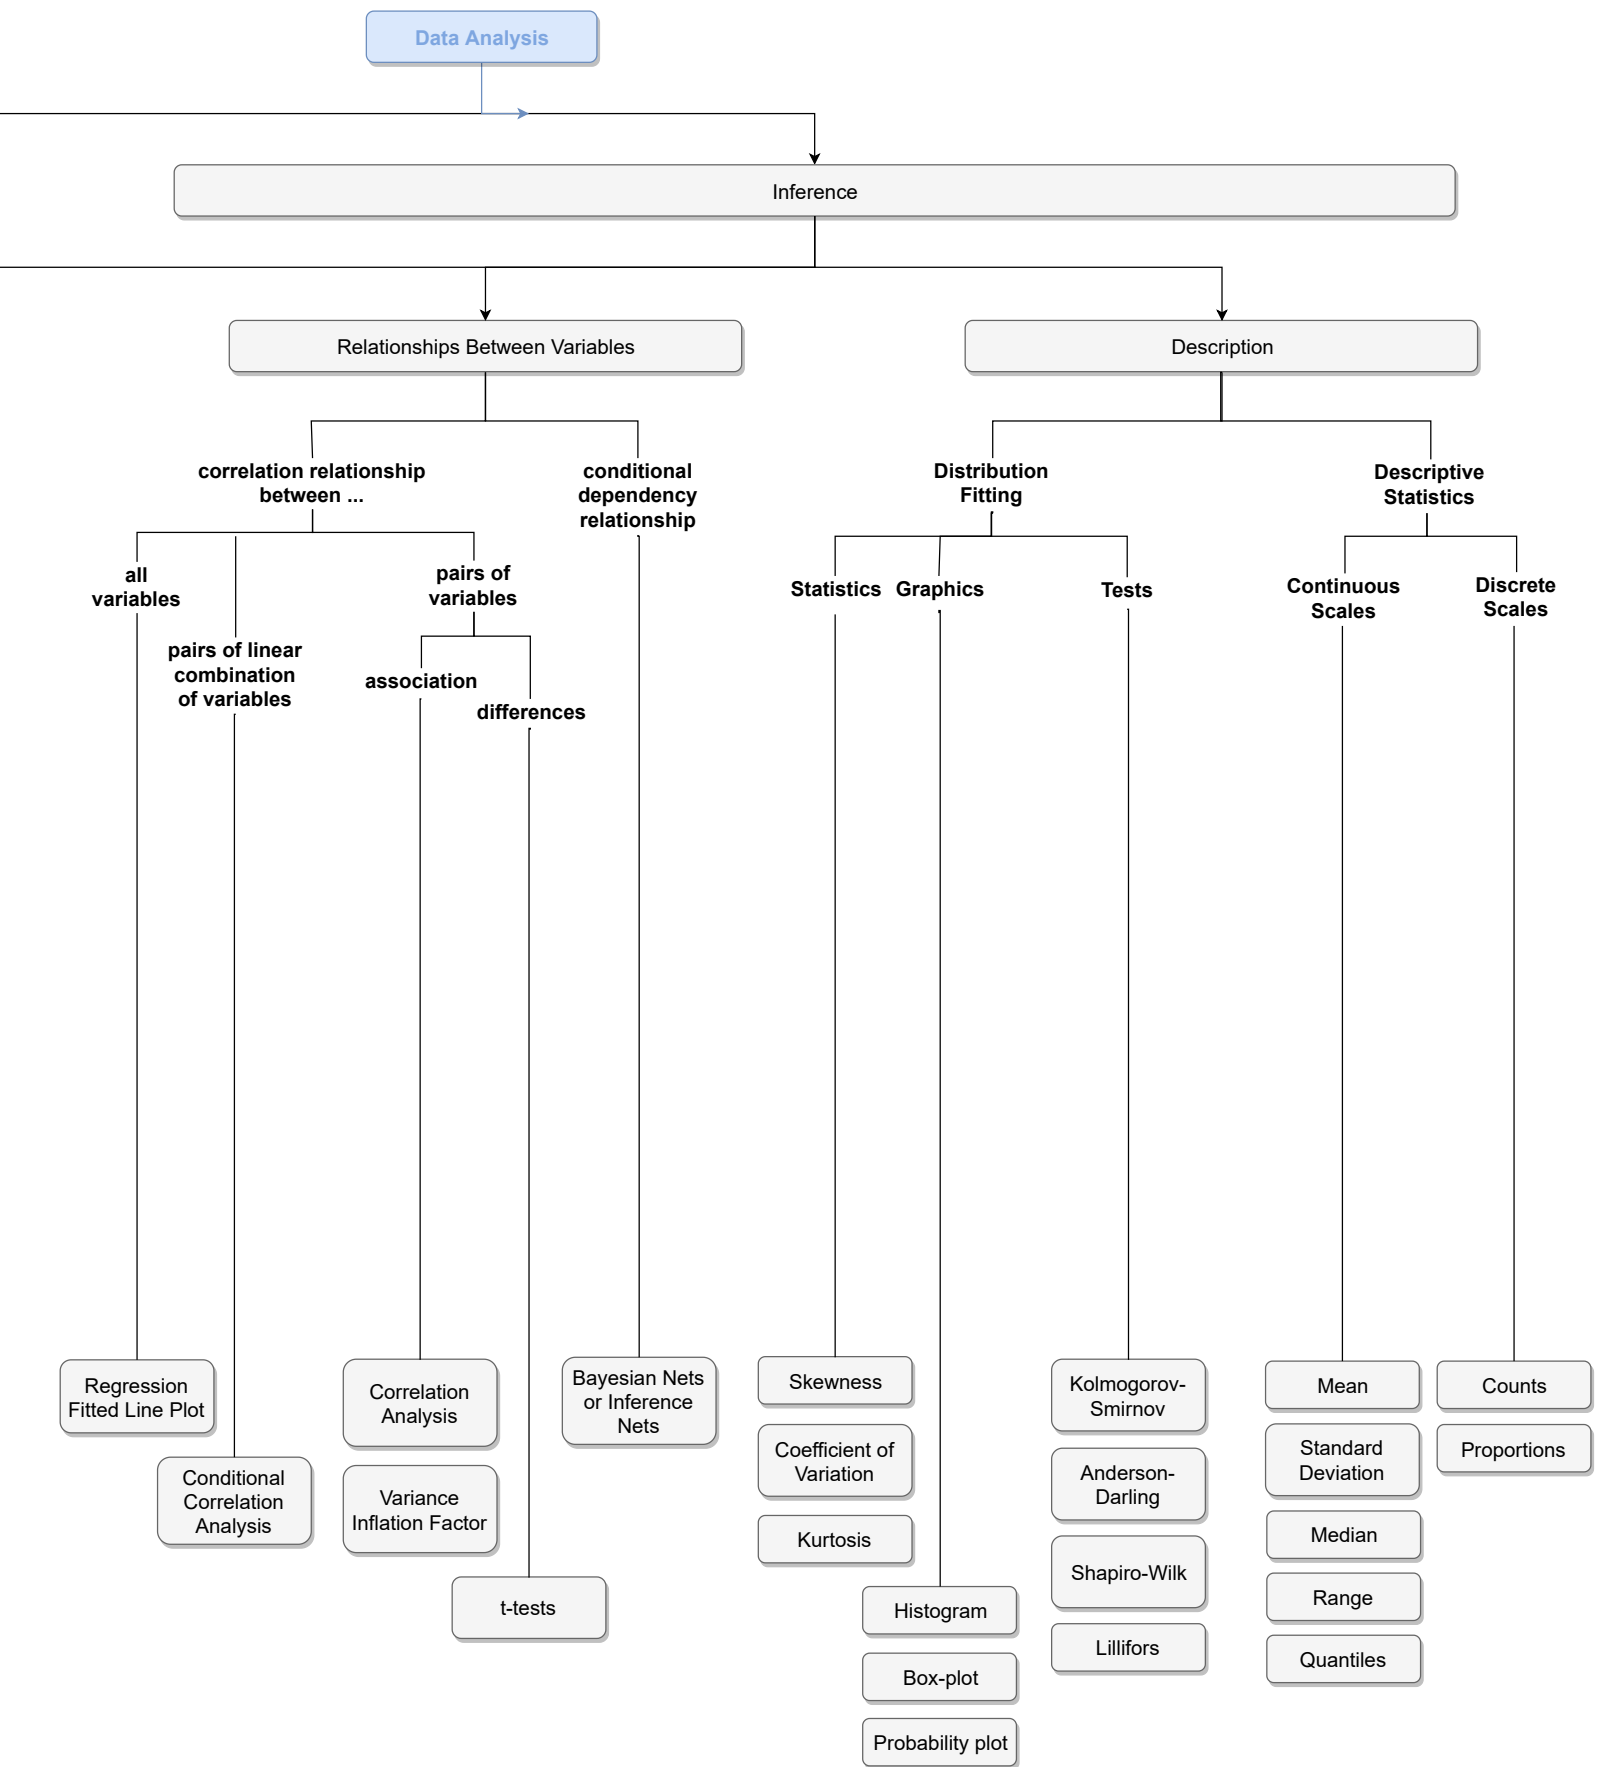 Data Analysis
Inference
Relationships Between Variables
Description
correlation relationship
between ...
conditional
dependency
relationship
Distribution
Fitting
Descriptive
Statistics
all
variables
pairs of
variables
Statistics
Graphics
Tests
Continuous
Scales
Discrete
Scales
pairs of linear
combination
of variables
association
differences
Regression
Fitted Line Plot
Conditional
Correlation
Analysis
Correlation
Analysis
Variance
Inflation Factor
t-tests
Bayesian Nets
or Inference
Nets
Skewness
Coefficient of
Variation
Kurtosis
Histogram
Box-plot
Probability plot
Kolmogorov-
Smirnov
Anderson-
Darling
Shapiro-Wilk
Lillifors
Mean
Standard
Deviation
Median
Range
Quantiles
Counts
Proportions